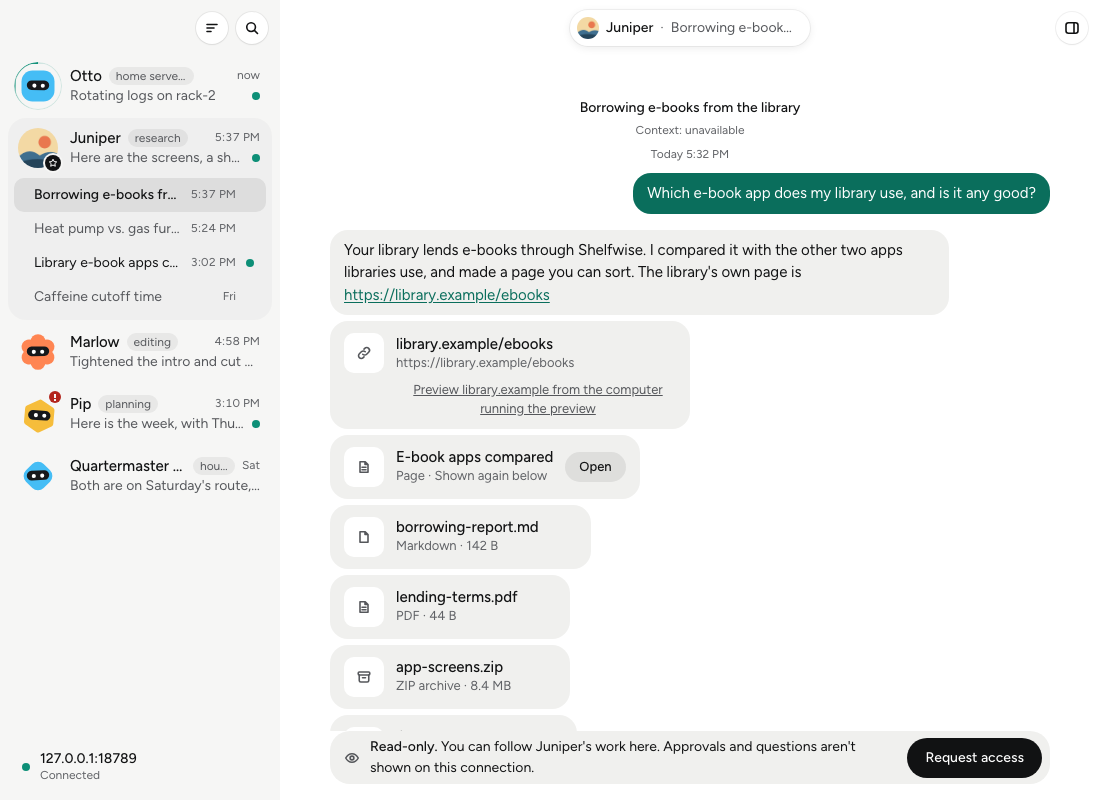 Otto home serve... now
Rotating logs on rack-2
Juniper research 5:37 PM
Here are the screens, a sh...
Borrowing e-books fr... 5:37 PM
Heat pump vs. gas fur... 5:24 PM
Library e-book apps c... 3:02 PM
Caffeine cutoff time Fri
Marlow editing 4:58 PM
Tightened the intro and cut ...
Pip planning 3:10 PM
Here is the week, with Thu...
Quartermaster ... hou... Sat
Both are on Saturday's route,...
127.0.0.1:18789
Connected
Juniper · Borrowing e-book...
Borrowing e-books from the library
Context: unavailable
Today 5:32 PM
Which e-book app does my library use, and is it any good?
Your library lends e-books through Shelfwise. I compared it with the other two apps
libraries use, and made a page you can sort. The library's own page is
https://library.example/ebooks
library.example/ebooks
https://library.example/ebooks
Preview library.example from the computer
running the preview
E-book apps compared
Page · Shown again below
Open
borrowing-report.md
Markdown · 142 B
lending-terms.pdf
PDF · 44 B
app-screens.zip
ZIP archive · 8.4 MB
Read-only. You can follow Juniper's work here. Approvals and questions aren't
shown on this connection.
Request access